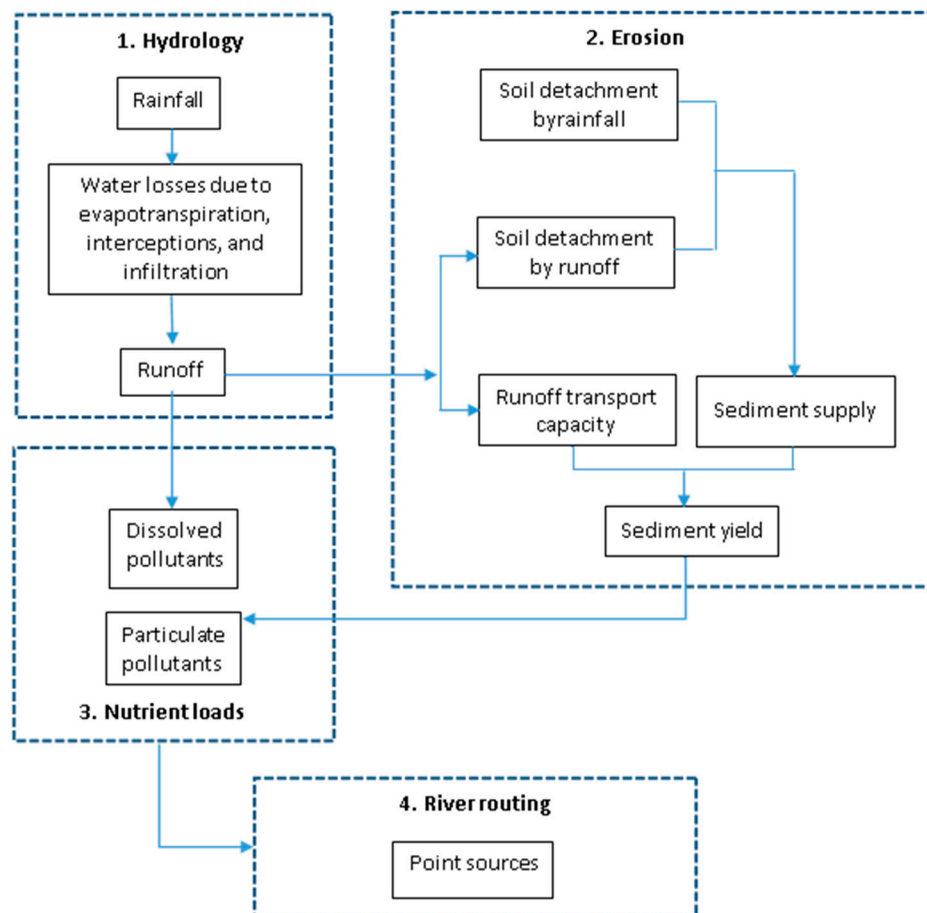 1. Hydrology
Rainfall
Water losses due to
evapotranspiration,
interceptions, and
infiltration
Runoff
2. Erosion
Soil detachment
byrainfall
Soil detachment
by runoff
Runoff transport
capacity
Sediment supply
Sediment yield
Dissolved
pollutants
Particulate
pollutants
3. Nutrient loads
4. River routing
Point sources